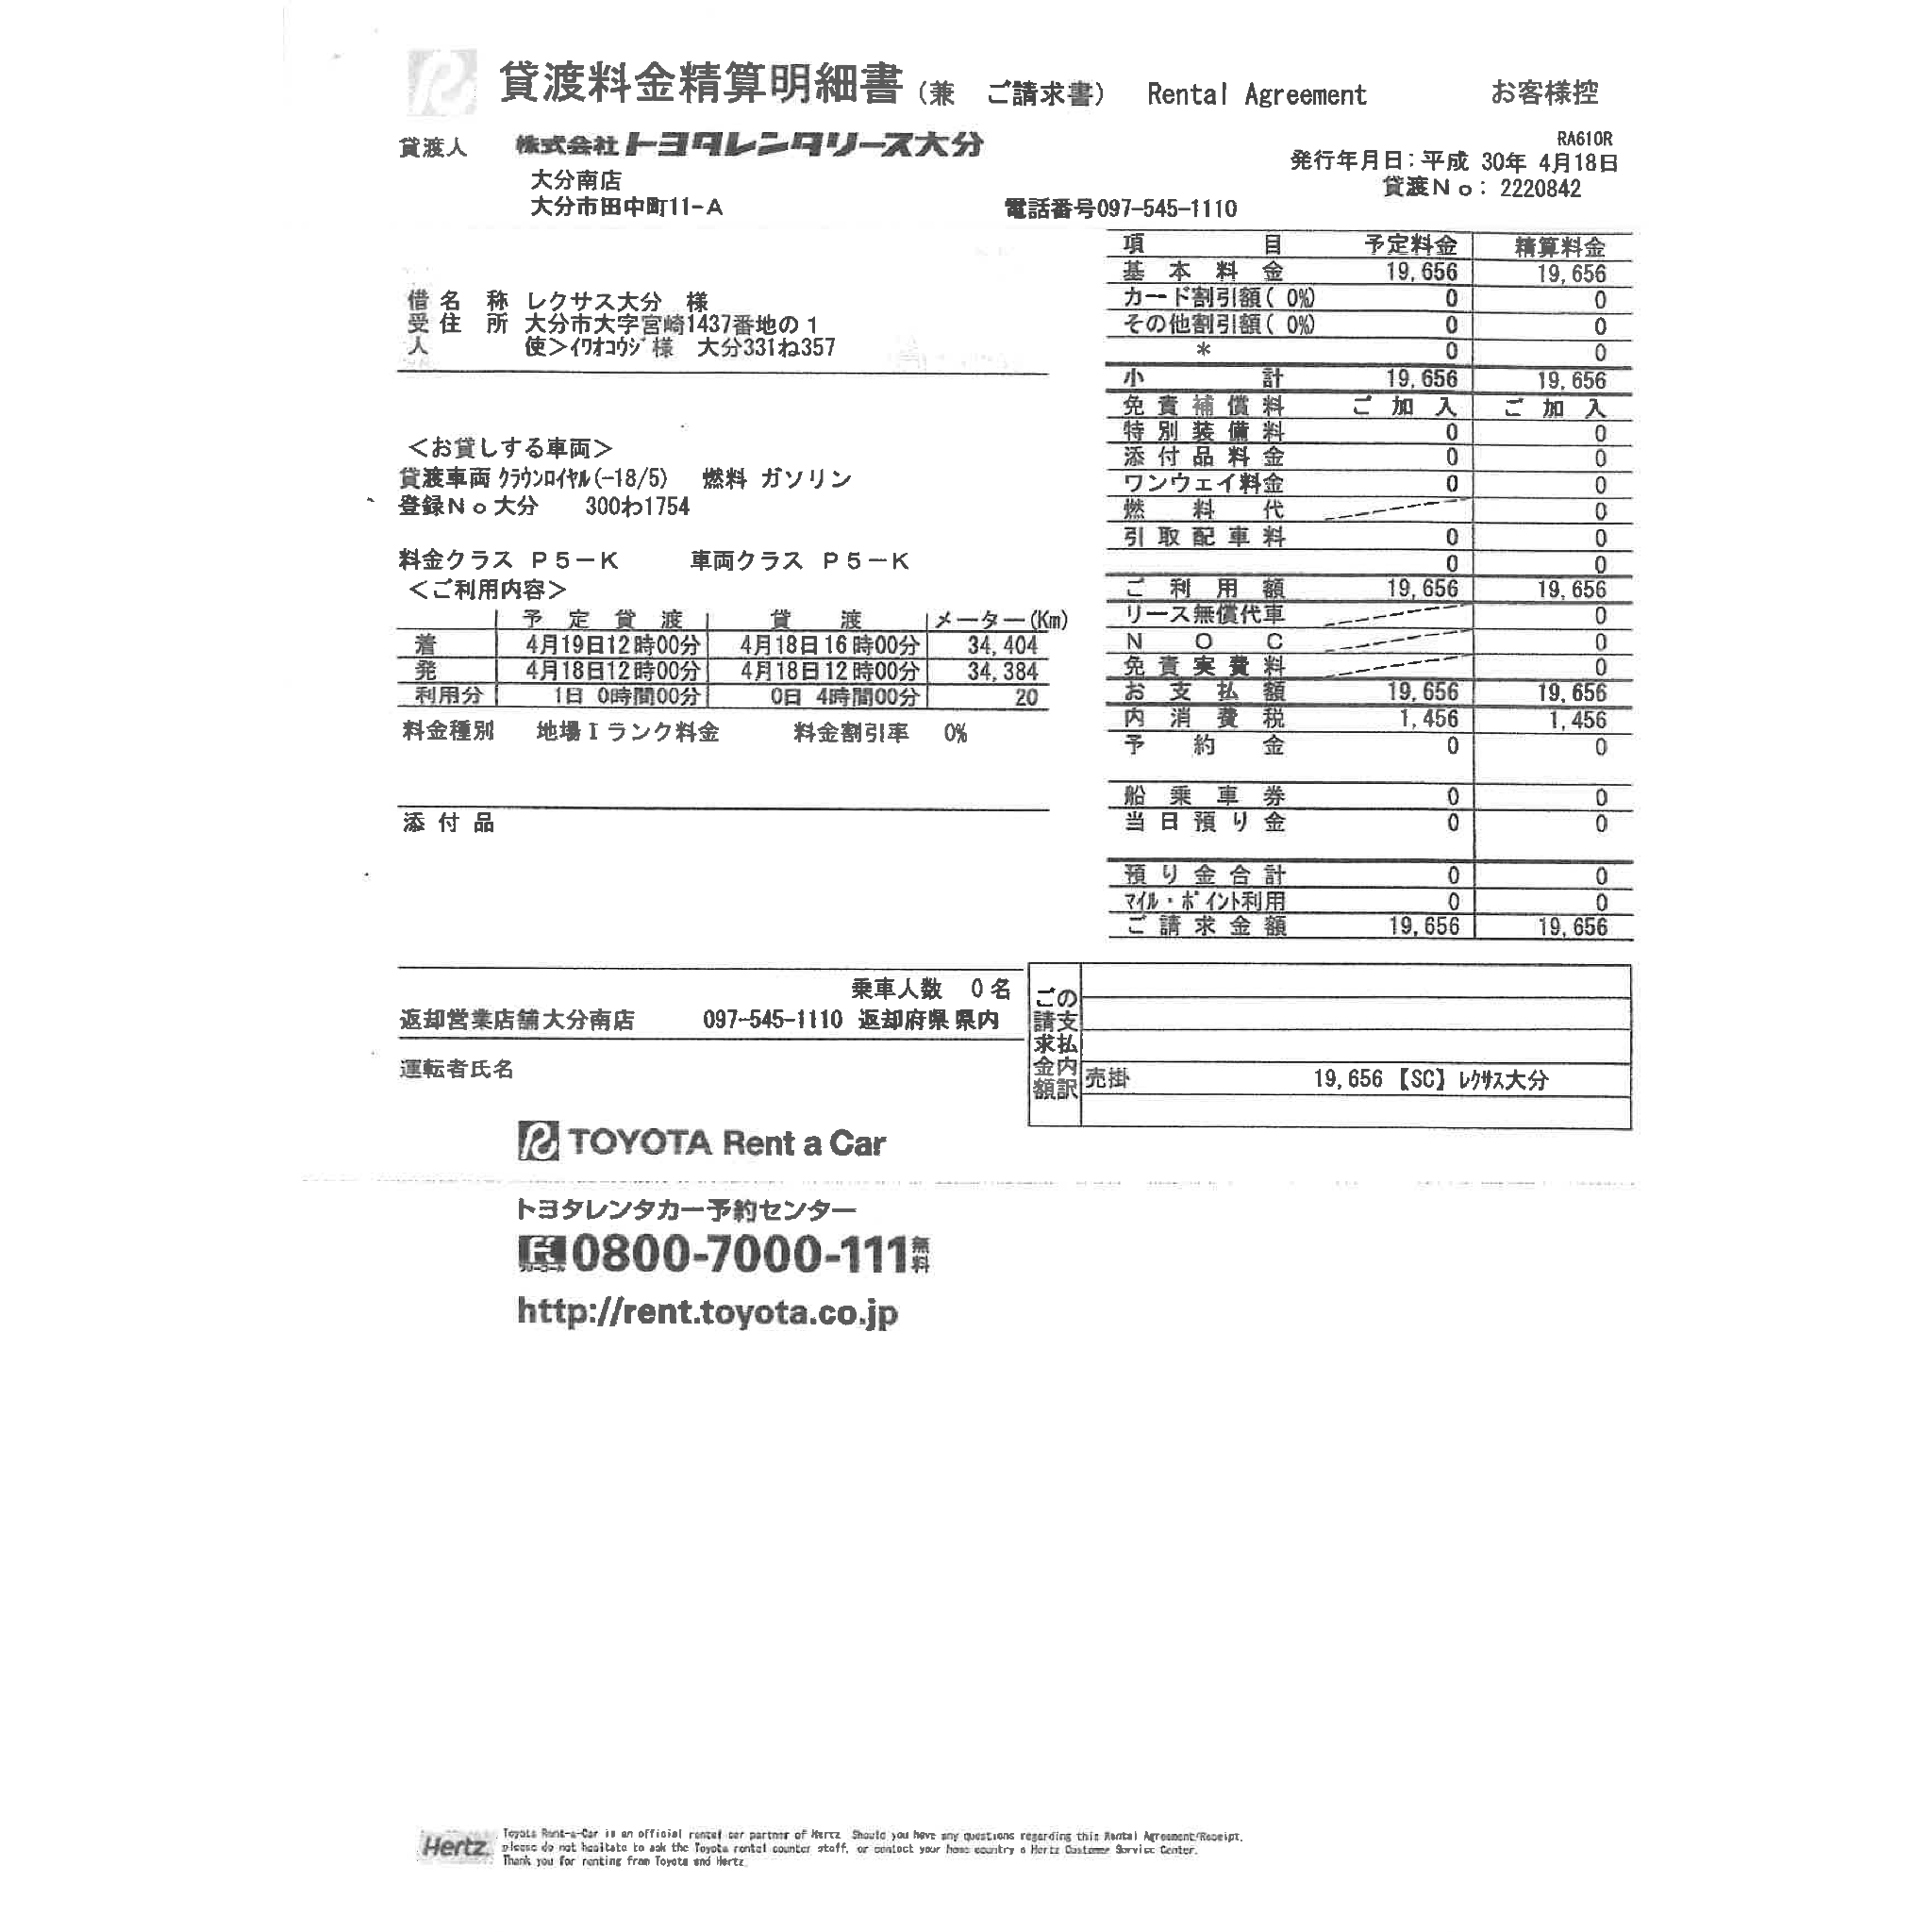 貸渡料金精算明細書(兼 ご請求書) Rental Agreement お客様控
RA610R
貸渡人 株式会社トヨタレンタリース大分
発行年月日:平成 30年 4月18日
大分南店
貸渡No: 2220842
大分市田中町11-A 電話番号097-545-1110
借受人
名称 レクサス大分 様
住所 大分市大字宮崎1437番地の1
使>イワオコウジ様 大分331ね357
<お貸しする車両>
貸渡車両 クラウンロイヤル(-18/5) 燃料 ガソリン
登録No大分 300わ1754
料金クラス P5-K 車両クラス P5-K
<ご利用内容>
予定貸渡 貸渡 メーター(Km)
着 4月19日12時00分 4月18日16時00分 34,404
発 4月18日12時00分 4月18日12時00分 34,384
利用分 1日 0時間00分 0日 4時間00分 20
料金種別 地場Iランク料金 料金割引率 0%
添付品
項目 予定料金 精算料金
基本料金 19,656 19,656
カード割引額( 0%) 0 0
その他割引額( 0%) 0 0
* 0 0
小計 19,656 19,656
免責補償料 ご加入 ご加入
特別装備料 0 0
添付品料金 0 0
ワンウェイ料金 0 0
燃料代 0
引取配車料 0 0
0 0
ご利用額 19,656 19,656
リース無償代車 0
NOC 0
免責実費料 0
お支払額 19,656 19,656
内消費税 1,456 1,456
予約金 0 0
船乗車券 0 0
当日預り金 0 0
預り金合計 0 0
マイル・ポイント利用 0 0
ご請求金額 19,656 19,656
乗車人数 0名
返却営業店舗大分南店 097-545-1110 返却府県 県内
運転者氏名
ご請求金額の支払内訳
売掛 19,656【SC】レクサス大分
TOYOTA Rent a Car
トヨタレンタカー予約センター
0800-7000-111無料
http://rent.toyota.co.jp
Hertz.
Toyota Rent-a-Car is an official rental car partner of Hertz. Should you have any questions regarding this Rental Agreement/Receipt,
please do not hesitate to ask the Toyota rental counter staff, or contact your home country's Hertz Customer Service Center.
Thank you for renting from Toyota and Hertz.